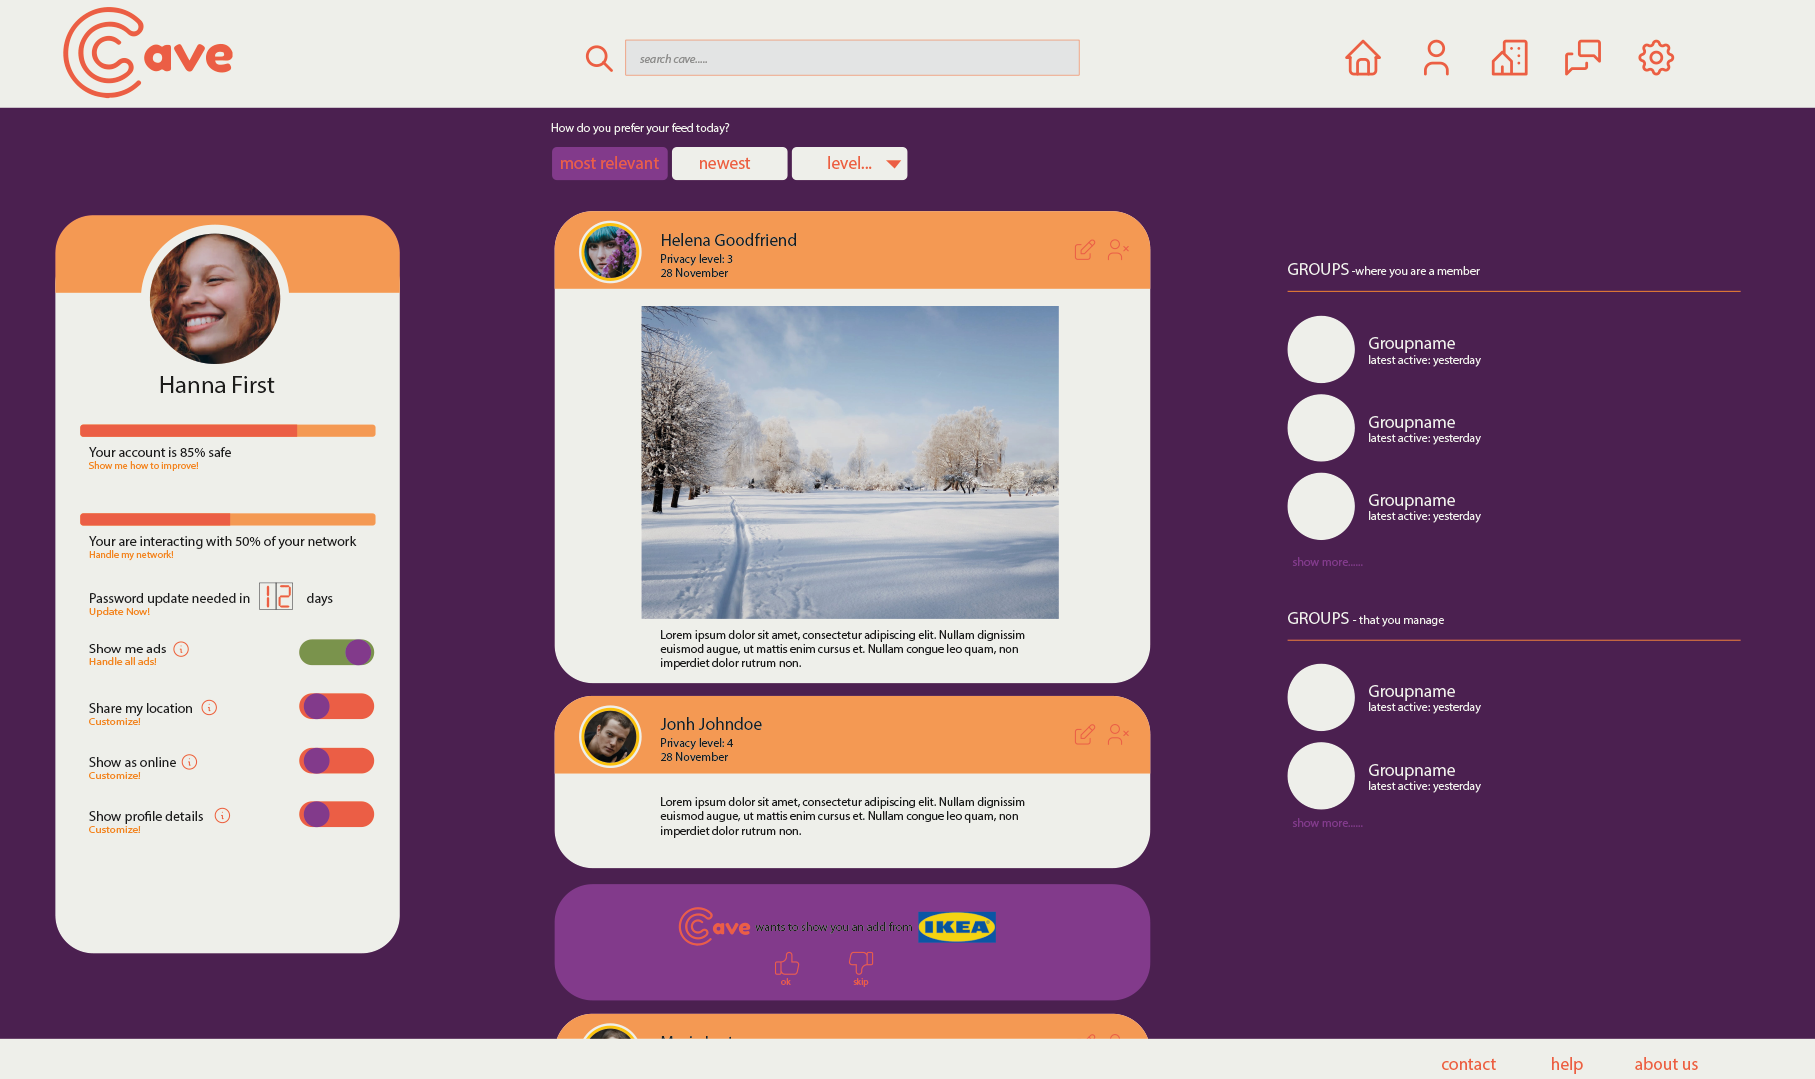 Cave
search cave.....
How do you prefer your feed today?
most relevant
newest
level...
Hanna First
Your account is 85% safe
Show me how to improve!
Your are interacting with 50% of your network
Handle my network!
Password update needed in 12 days
Update Now!
Show me ads
Handle all ads!
Share my location
Customize!
Show as online
Customize!
Show profile details
Customize!
Helena Goodfriend
Privacy level: 3
28 November
Lorem ipsum dolor sit amet, consectetur adipiscing elit. Nullam dignissim
euismod augue, ut mattis enim cursus et. Nullam congue leo quam, non
imperdiet dolor rutrum non.
Jonh Johndoe
Privacy level: 4
28 November
Lorem ipsum dolor sit amet, consectetur adipiscing elit. Nullam dignissim
euismod augue, ut mattis enim cursus et. Nullam congue leo quam, non
imperdiet dolor rutrum non.
Cave wants to show you an add from IKEA
ok
skip
GROUPS -where you are a member
Groupname
latest active: yesterday
Groupname
latest active: yesterday
Groupname
latest active: yesterday
show more......
GROUPS - that you manage
Groupname
latest active: yesterday
Groupname
latest active: yesterday
show more......
contact
help
about us